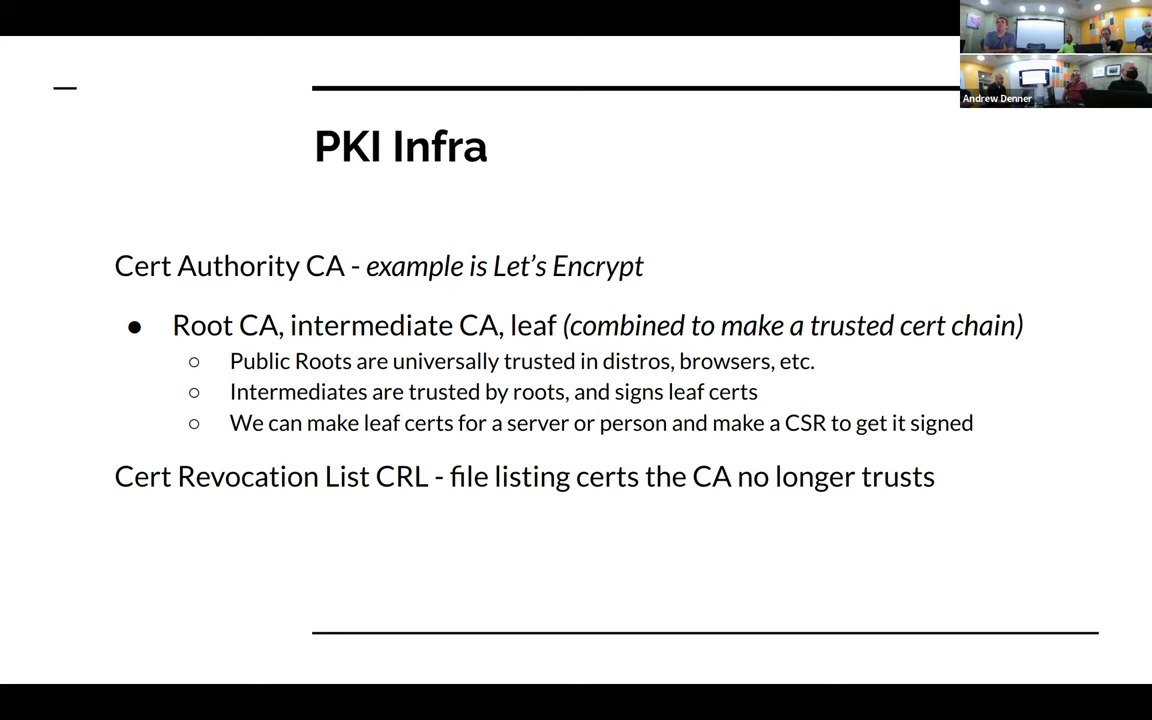 Andrew Denner
PKI Infra
Cert Authority CA - example is Let's Encrypt
● Root CA, intermediate CA, leaf (combined to make a trusted cert chain)
○ Public Roots are universally trusted in distros, browsers, etc.
○ Intermediates are trusted by roots, and signs leaf certs
○ We can make leaf certs for a server or person and make a CSR to get it signed
Cert Revocation List CRL - file listing certs the CA no longer trusts